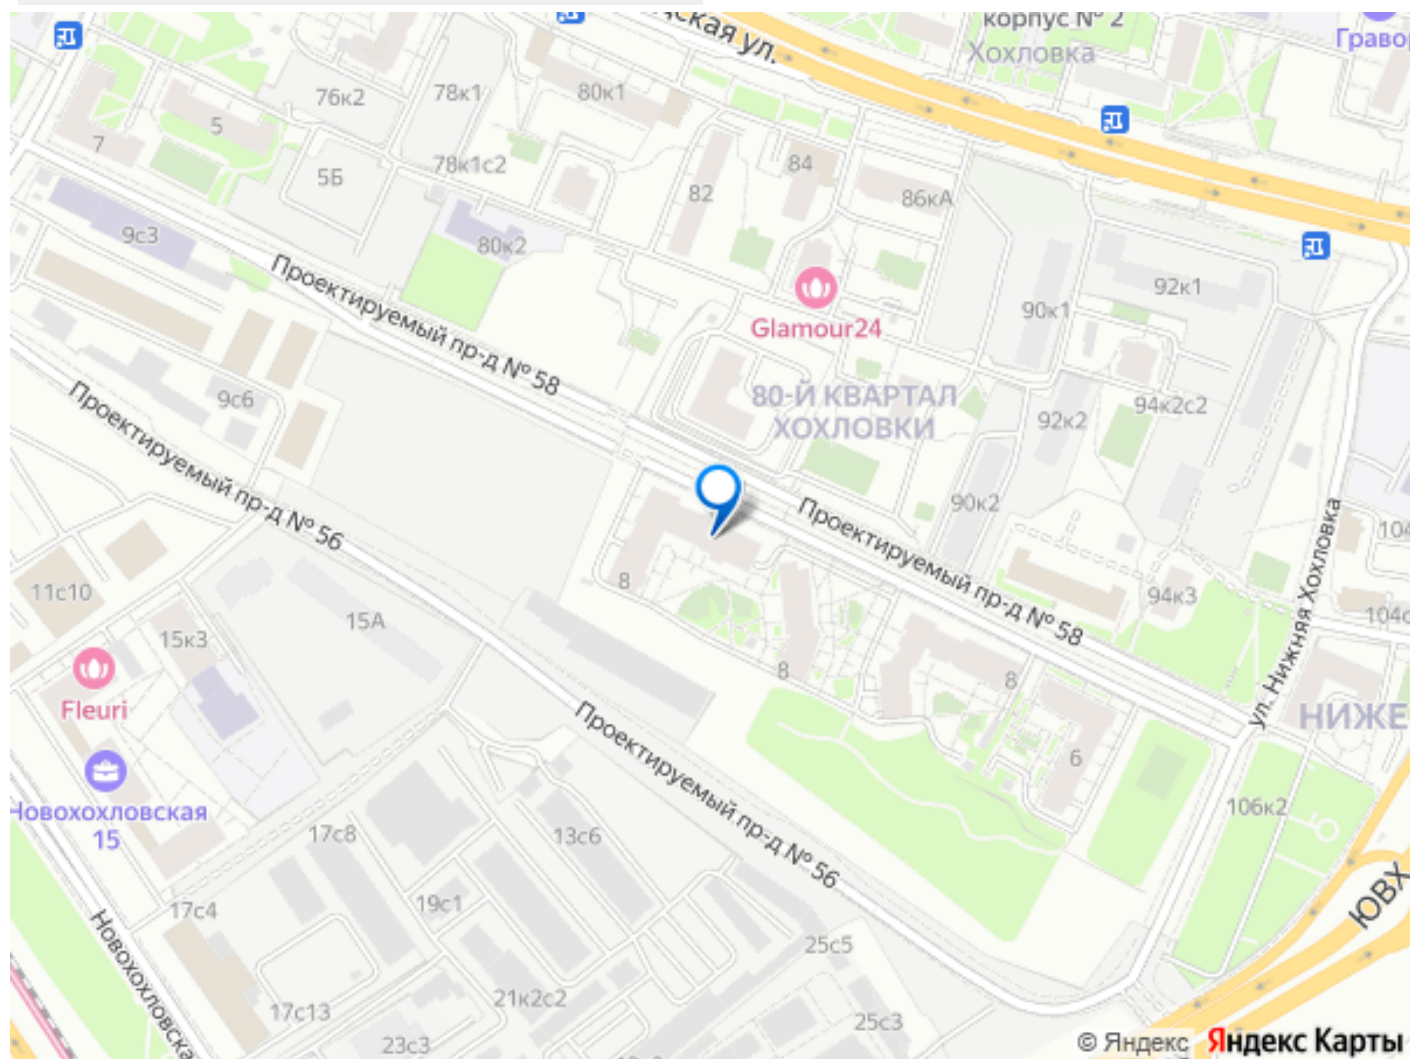 корпус № 2
Хохловка
ская ул.
76к2
78к1
80к1
5
7
78к1с2
5Б
82
84
86кА
9с3
80к2
Проектируемый пр-д № 58
Glamour24
92к1
90к1
80-Й КВАРТАЛ
ХОХЛОВКИ
9с6
94к2с2
92к2
Проектируемый пр-д № 56
90к2
Проектируемый пр-д № 58
ул. Нижняя Хохловка
104
11с10
8
15А
94к3
15к3
8
8
Fleuri
НИЖЕ
Проектируемый пр-д № 56
6
Новохохловская
15
106к2
17с8
13с6
19с1
17с4
ЮВХ
25с5
Новохохловская
21к2с2
17с13
25с3
23с3
© Яндекс Яндекс Карты